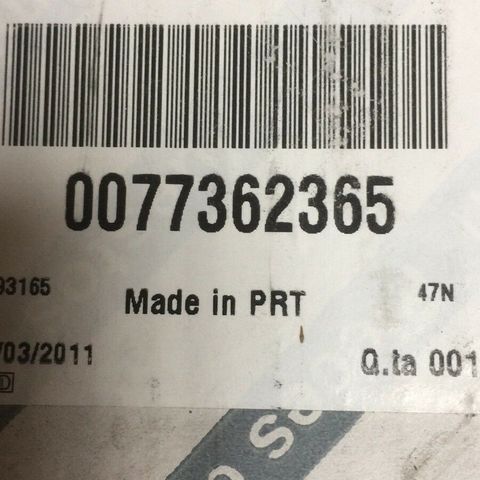 0077362365
93165
Made in PRT
47N
/03/2011
Q.ta 001